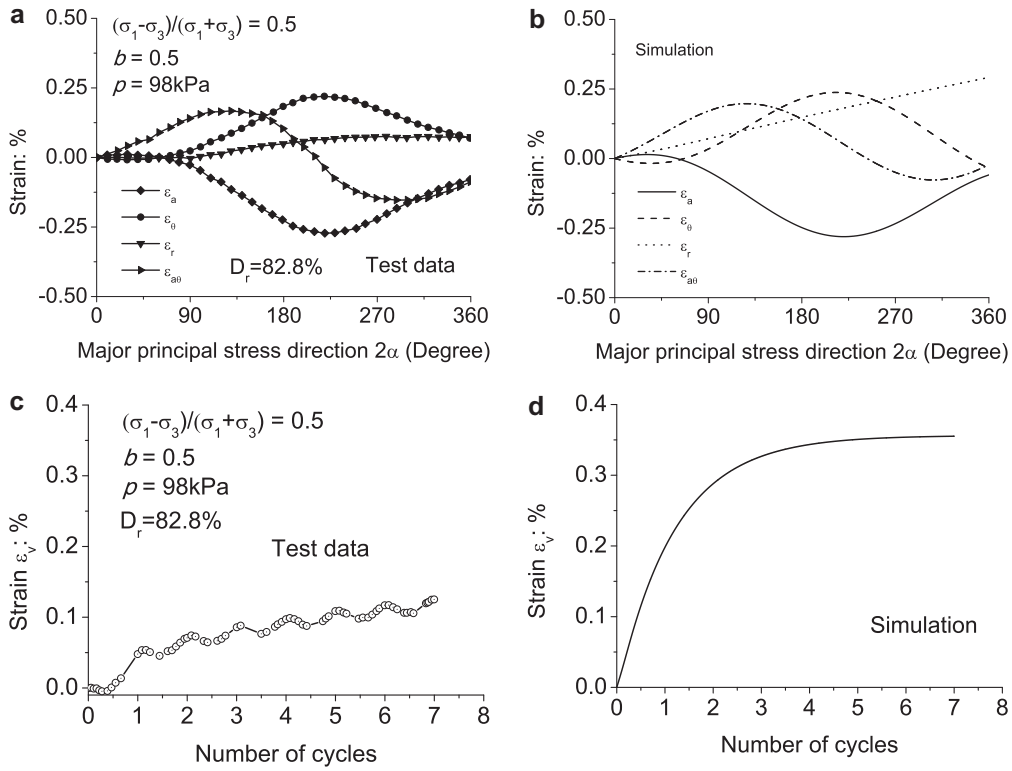 a
(σ1-σ3)/(σ1+σ3) = 0.5
b = 0.5
p = 98kPa
0.50
0.25
0.00
-0.25
-0.50
Strain: %
εa
εθ
εr
εaθ
Dr=82.8%
Test data
0 90 180 270 360
Major principal stress direction 2α (Degree)
b
Simulation
0.50
0.25
0.00
-0.25
-0.50
Strain: %
εa
εθ
εr
εaθ
0 90 180 270 360
Major principal stress direction 2α (Degree)
c
(σ1-σ3)/(σ1+σ3) = 0.5
b = 0.5
p = 98kPa
Dr=82.8%
Test data
0.4
0.3
0.2
0.1
0.0
Strain εv: %
0 1 2 3 4 5 6 7 8
Number of cycles
d
0.4
0.3
0.2
0.1
0.0
Strain εv: %
Simulation
0 1 2 3 4 5 6 7 8
Number of cycles